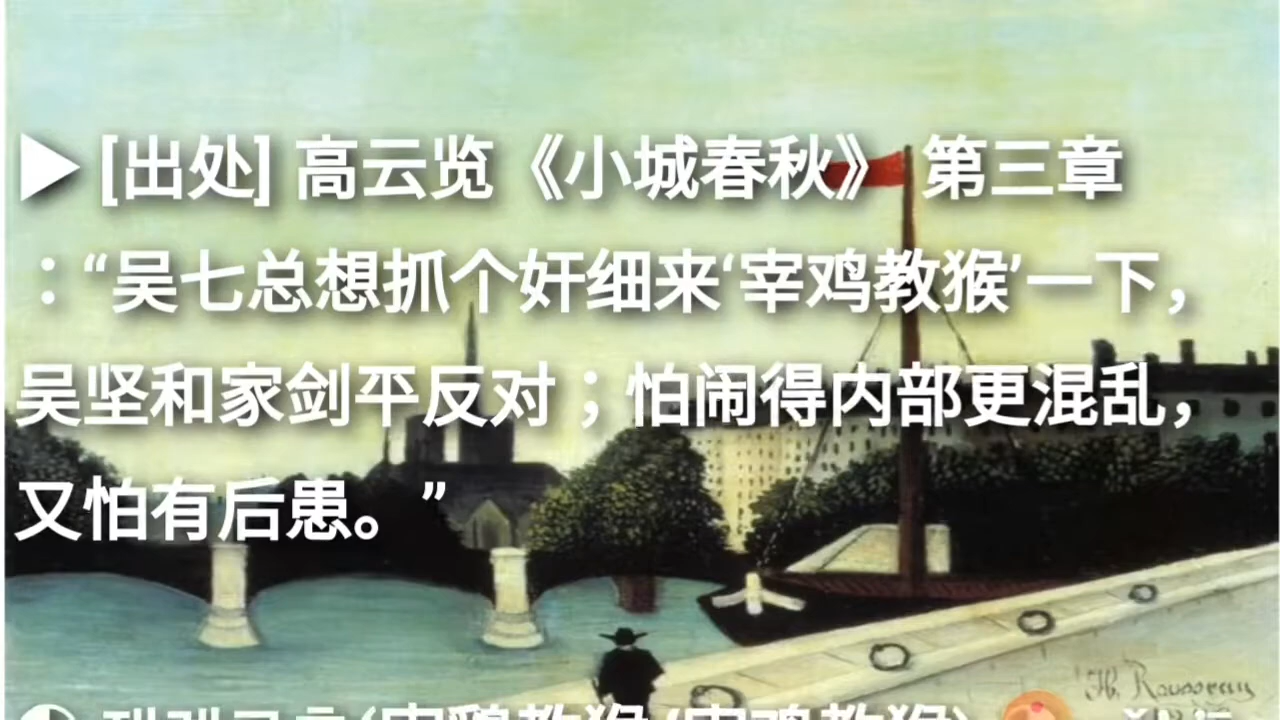 ▶ [出处] 高云览《小城春秋》 第三章
：“吴七总想抓个奸细来‘宰鸡教猴’一下，
吴坚和家剑平反对；怕闹得内部更混乱，
又怕有后患。”
H. Rousseau